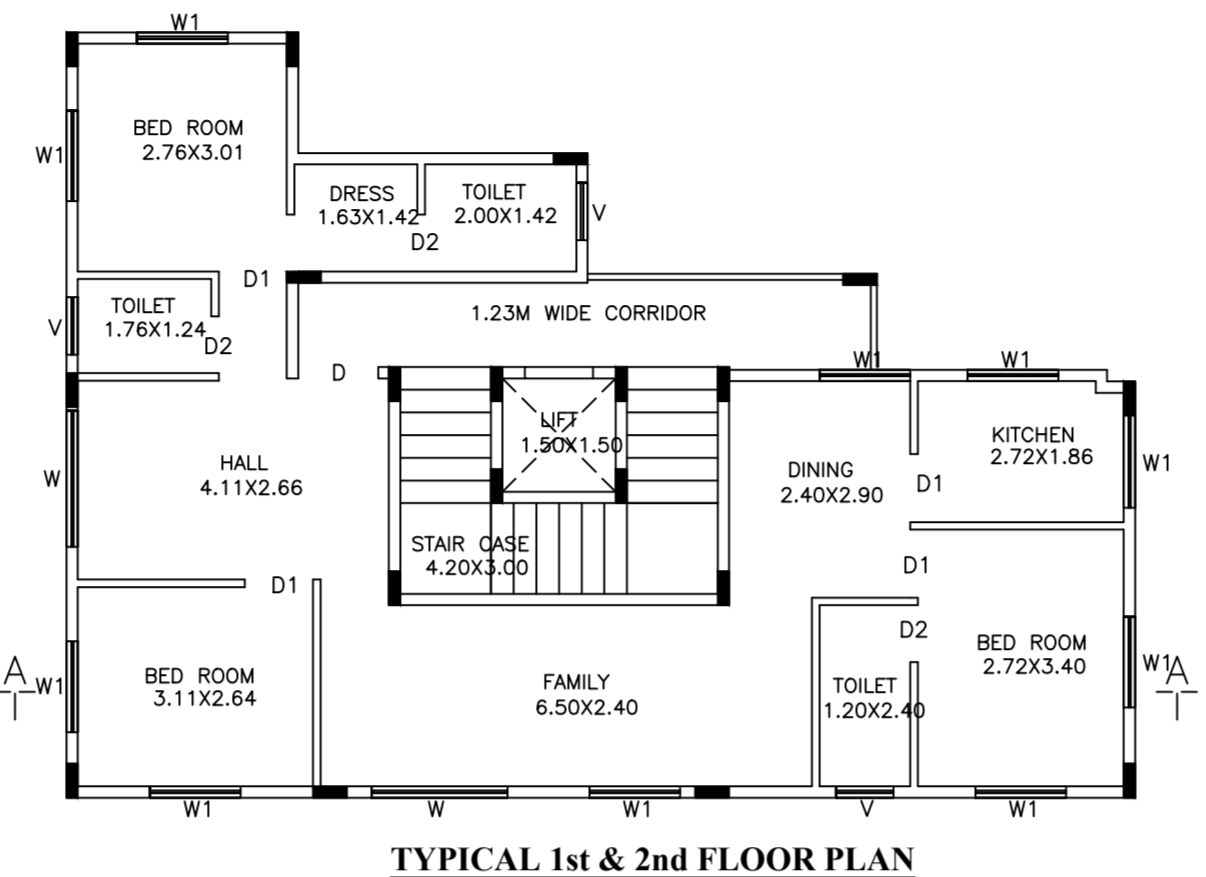 W1
BED ROOM
2.76X3.01
W1
DRESS
1.63X1.42
TOILET
2.00X1.42
V
D2
D1
TOILET
1.76X1.24
V
D2
1.23M WIDE CORRIDOR
D
W1
W1
LIFT
1.50X1.50
KITCHEN
2.72X1.86
W1
HALL
4.11X2.66
W
DINING
2.40X2.90
D1
STAIR CASE
4.20X3.00
D1
D1
D2
BED ROOM
2.72X3.40
W1
A
A
W1
BED ROOM
3.11X2.64
FAMILY
6.50X2.40
TOILET
1.20X2.40
W1
W
W1
V
W1
TYPICAL 1st & 2nd FLOOR PLAN